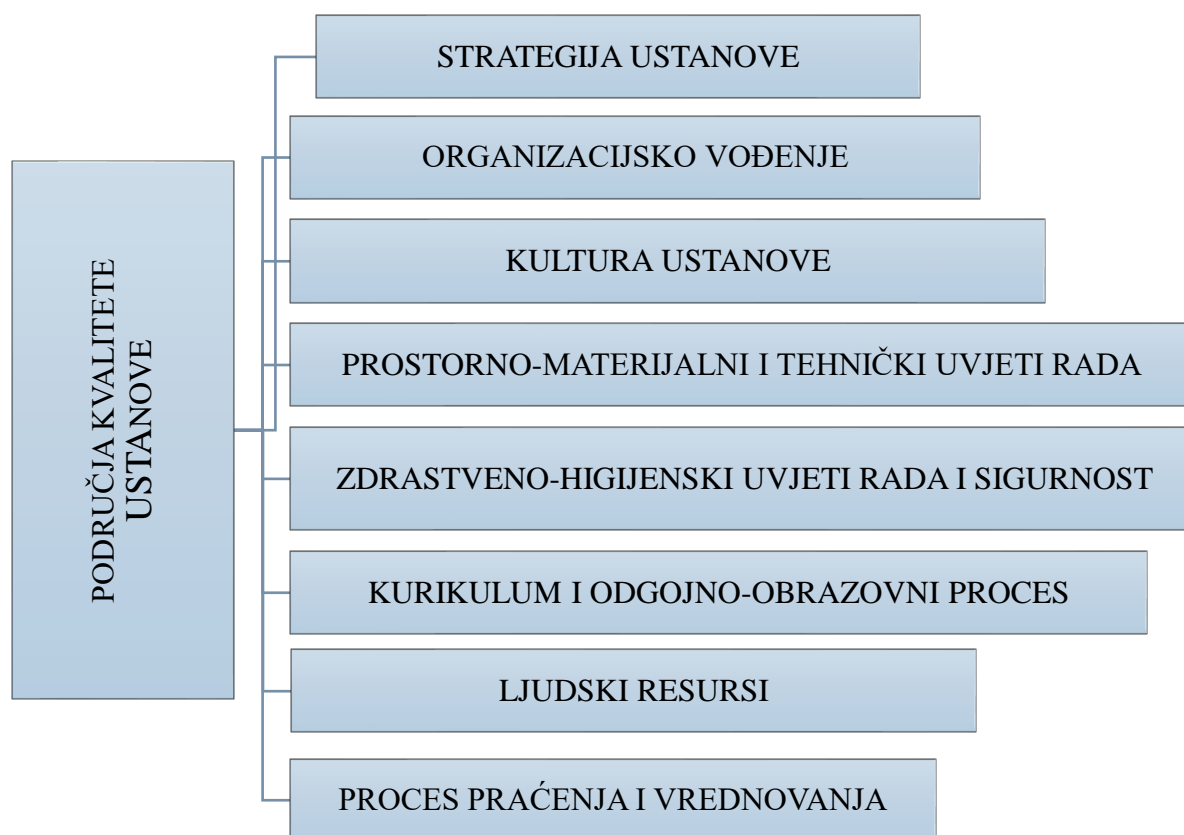 PODRUČJA KVALITETE
USTANOVE
STRATEGIJA USTANOVE
ORGANIZACIJSKO VOĐENJE
KULTURA USTANOVE
PROSTORNO-MATERIJALNI I TEHNIČKI UVJETI RADA
ZDRASTVENO-HIGIJENSKI UVJETI RADA I SIGURNOST
KURIKULUM I ODGOJNO-OBRAZOVNI PROCES
LJUDSKI RESURSI
PROCES PRAĆENJA I VREDNOVANJA